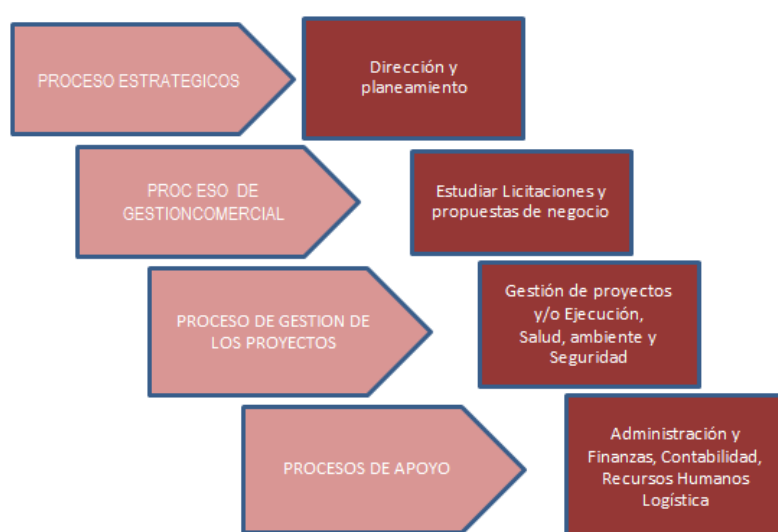 PROCESO ESTRATEGICOS
Dirección y
planeamiento
PROC ESO DE
GESTIONCOMERCIAL
Estudiar Licitaciones y
propuestas de negocio
PROCESO DE GESTION DE
LOS PROYECTOS
Gestión de proyectos
y/o Ejecución,
Salud, ambiente y
Seguridad
PROCESOS DE APOYO
Administración y
Finanzas, Contabilidad,
Recursos Humanos
Logística